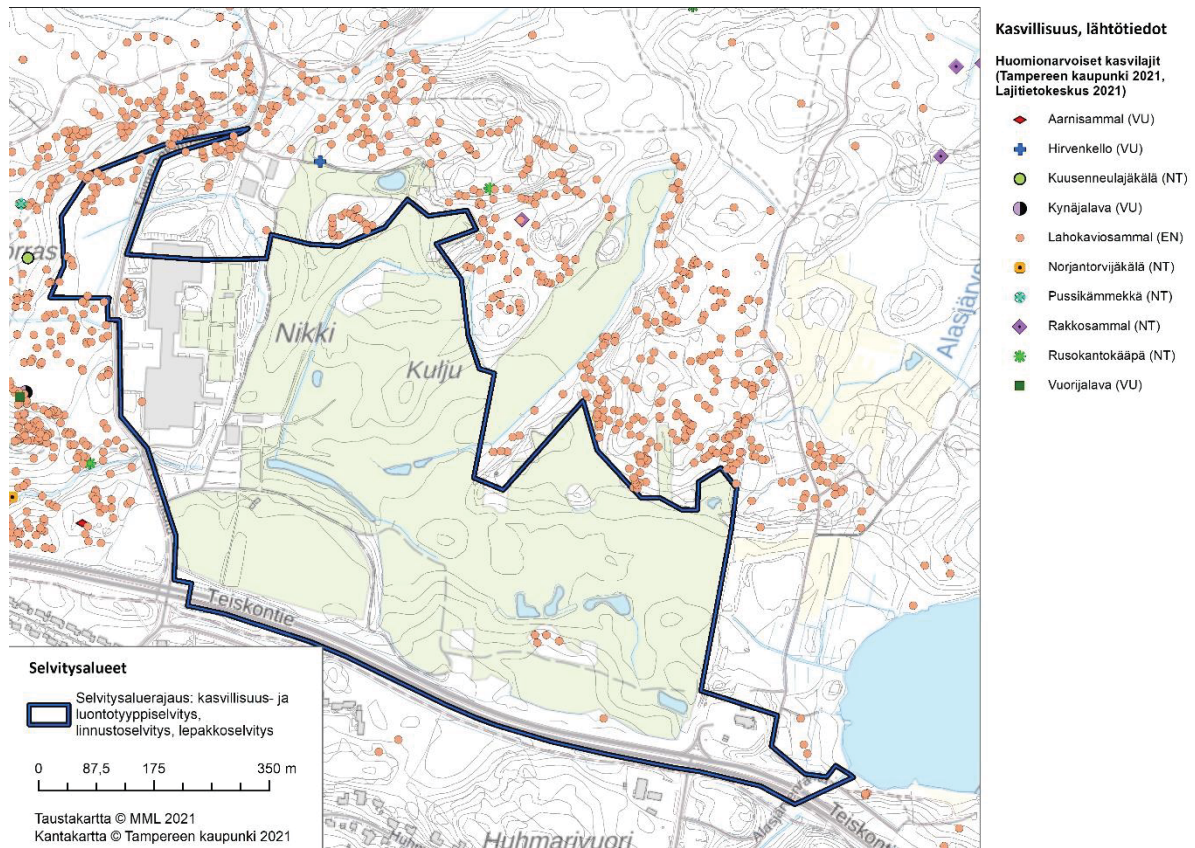 Kasvillisuus, lähtötiedot
Huomionarvoiset kasvilajit
(Tampereen kaupunki 2021,
Lajitietokeskus 2021)
Aarnisammal (VU)
Hirvenkello (VU)
Kuusenneulajäkälä (NT)
Kynäjalava (VU)
Lahokaviosammal (EN)
Norjantorvijäkälä (NT)
Pussikämmekkä (NT)
Rakkosammal (NT)
Rusokantokääpä (NT)
Vuorijalava (VU)
Nikki
Kulju
Teiskontie
Teiskontie
Huhmarivuori
Selvitysalueet
Selvitysaluerajaus: kasvillisuus- ja
luontotyyppiselvitys,
linnustoselvitys, lepakkoselvitys
0 87,5 175 350 m
Taustakartta © MML 2021
Kantakartta © Tampereen kaupunki 2021